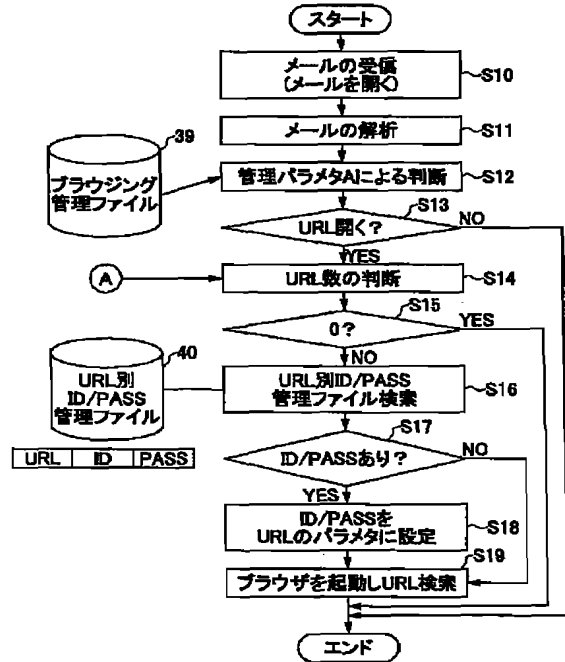 スタート
メールの受信
(メールを開く)
S10
メールの解析
S11
39
ブラウジング
管理ファイル
管理パラメタAIによる判断
S12
URL開く?
S13
NO
YES
A
URL数の判断
S14
0?
S15
YES
NO
40
URL別
ID/PASS
管理ファイル
URL ID PASS
URL別ID/PASS
管理ファイル検索
S16
ID/PASSあり?
S17
NO
YES
ID/PASSを
URLのパラメタに設定
S18
ブラウザを起動しURL検索
S19
エンド